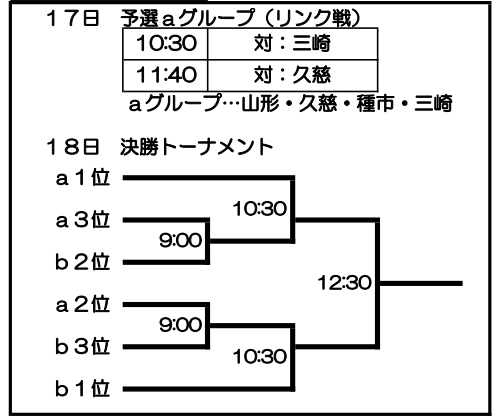 17日 予選aグループ（リンク戦）
10:30 対：三崎
11:40 対：久慈
aグループ…山形・久慈・種市・三崎
18日 決勝トーナメント
a1位
10:30
a3位
9:00
b2位
12:30
a2位
9:00
b3位
10:30
b1位